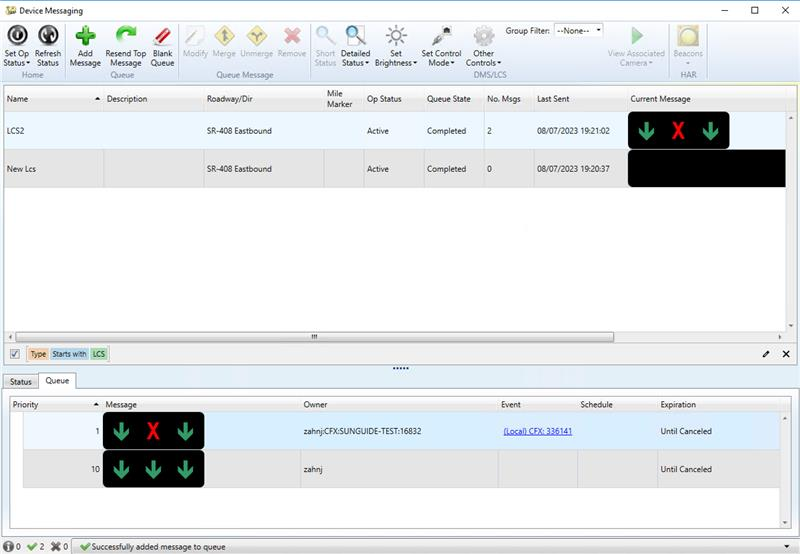 Device Messaging
Group Filter: --None--
Set Op Status
Refresh Status
Add Message
Resend Top Message
Blank Queue
Modify
Merge
Unmerge
Remove
Short Status
Detailed Status
Set Brightness
Set Control Mode
Other Controls
View Associated Camera
Beacons
Home
Queue
Queue Message
DMS/LCS
HAR
Name Description Roadway/Dir Mile Marker Op Status Queue State No. Msgs Last Sent Current Message
LCS2 SR-408 Eastbound Active Completed 2 08/07/2023 19:21:02 X
New Lcs SR-408 Eastbound Active Completed 0 08/07/2023 19:20:37
Type Starts with LCS
Status Queue
Priority Message Owner Event Schedule Expiration
1 X zahnj:CFX:SUNGUIDE-TEST:16832 (Local) CFX: 336141 Until Canceled
10 zahnj Until Canceled
0 2 0 Successfully added message to queue